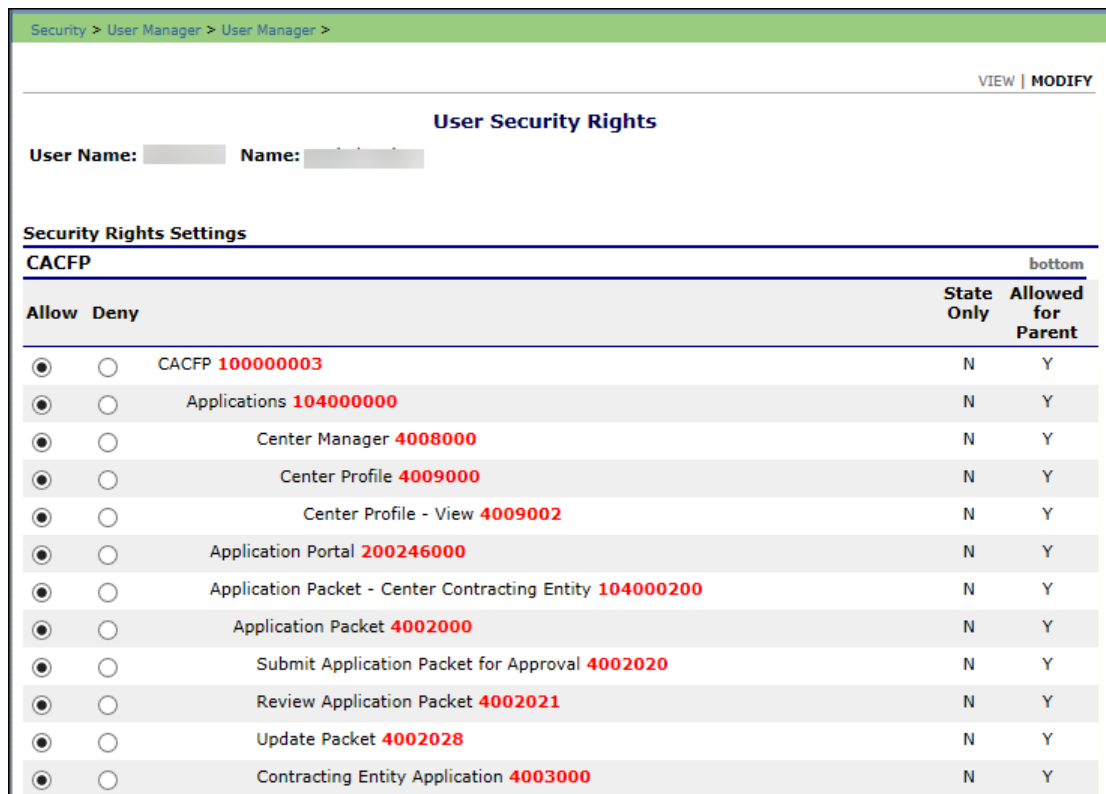 Security > User Manager > User Manager >
VIEW | MODIFY
User Security Rights
User Name: Name:
Security Rights Settings
CACFP bottom
Allow Deny State Only Allowed for Parent
CACFP 100000003 N Y
Applications 104000000 N Y
Center Manager 4008000 N Y
Center Profile 4009000 N Y
Center Profile - View 4009002 N Y
Application Portal 200246000 N Y
Application Packet - Center Contracting Entity 104000200 N Y
Application Packet 4002000 N Y
Submit Application Packet for Approval 4002020 N Y
Review Application Packet 4002021 N Y
Update Packet 4002028 N Y
Contracting Entity Application 4003000 N Y